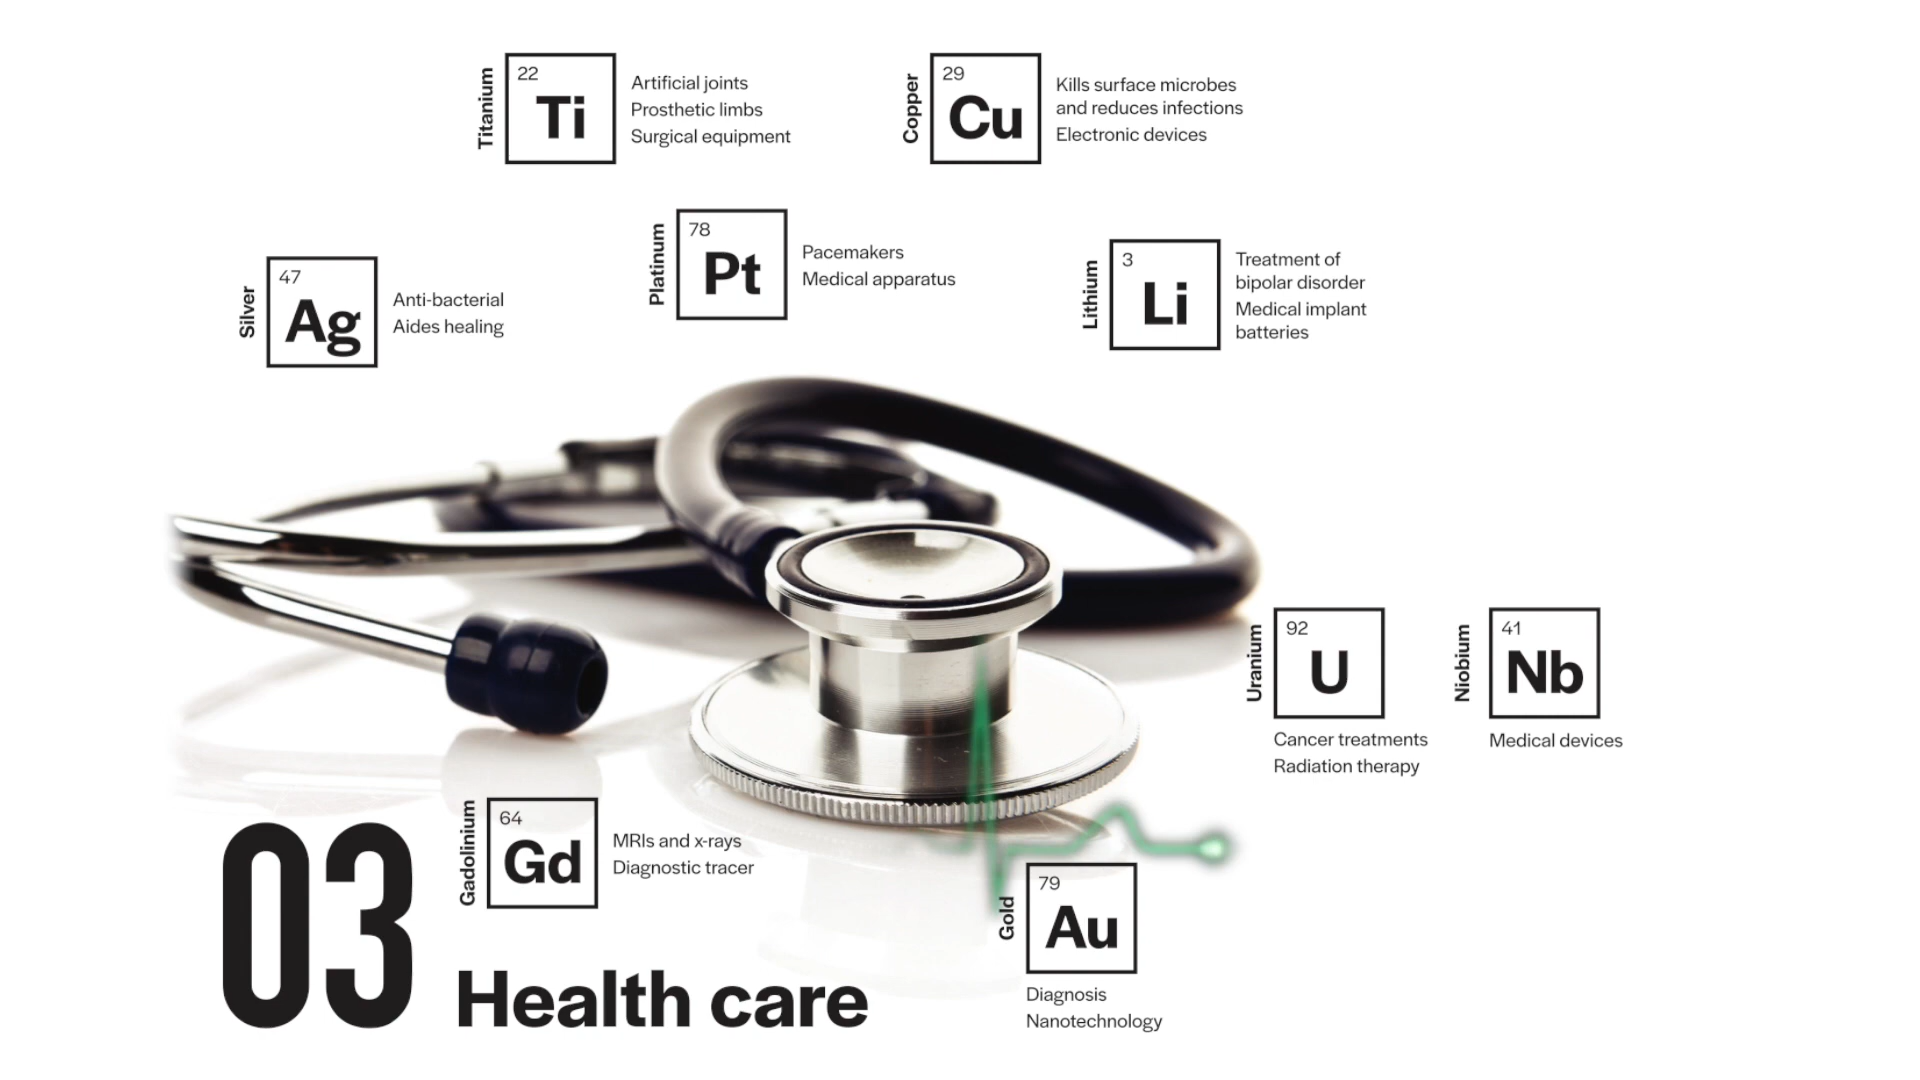 Titanium
22
Ti
Artificial joints
Prosthetic limbs
Surgical equipment
Copper
29
Cu
Kills surface microbes
and reduces infections
Electronic devices
Silver
47
Ag
Anti-bacterial
Aides healing
Platinum
78
Pt
Pacemakers
Medical apparatus
Lithium
3
Li
Treatment of
bipolar disorder
Medical implant
batteries
Uranium
92
U
Cancer treatments
Radiation therapy
Niobium
41
Nb
Medical devices
Gadolinium
64
Gd
MRIs and x-rays
Diagnostic tracer
Gold
79
Au
Diagnosis
Nanotechnology
03
Health care